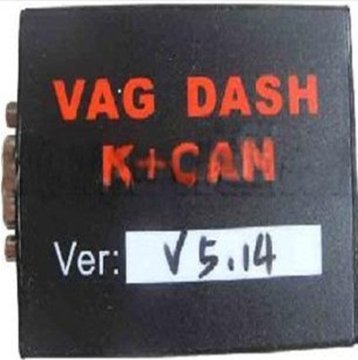 VAG DASH
K+CAN
Ver: V5.14